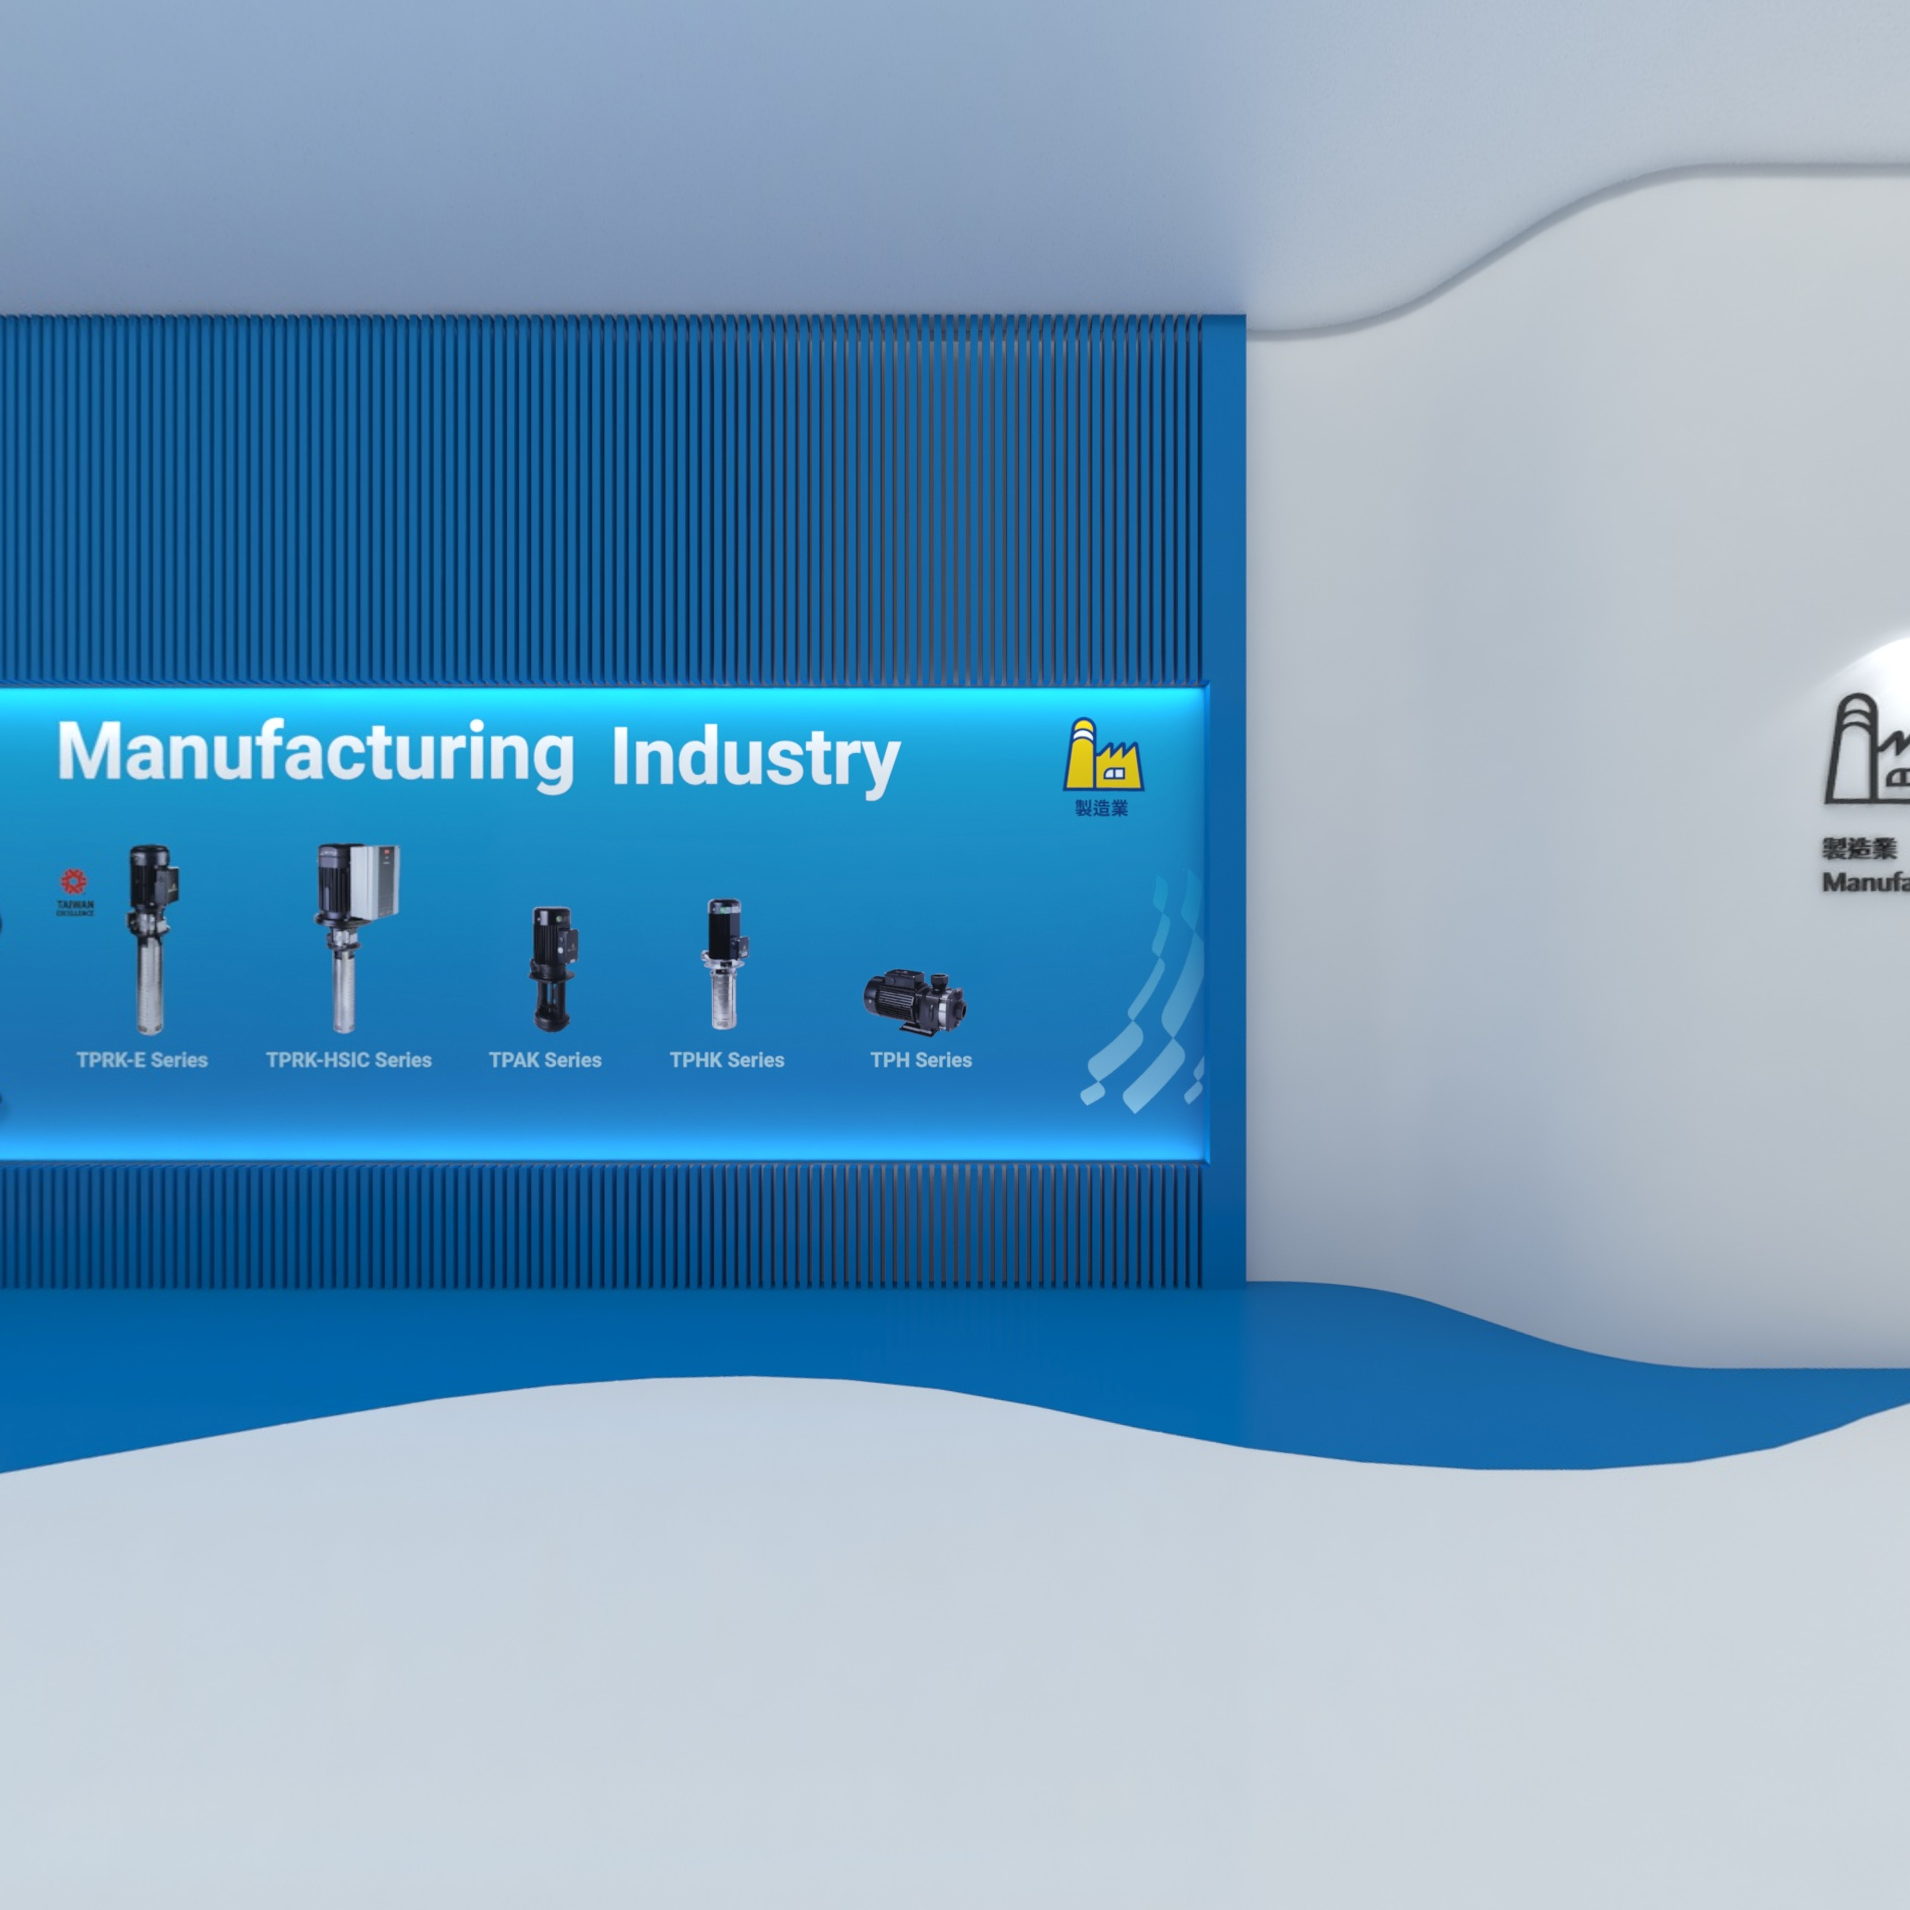 Manufacturing Industry
製造業
TAIWAN
EXCELLENCE
TPRK-E Series
TPRK-HSIC Series
TPAK Series
TPHK Series
TPH Series
製造業
Manufa